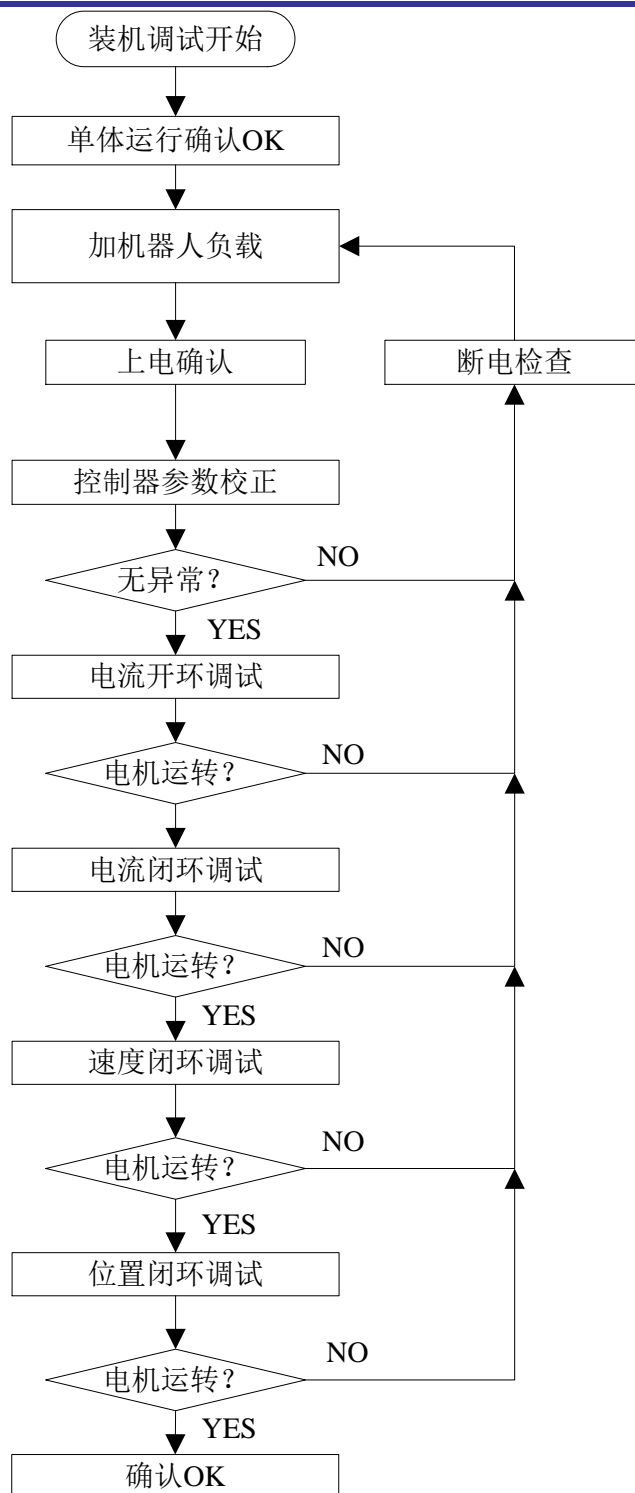 装机调试开始
单体运行确认OK
加机器人负载
上电确认
断电检查
控制器参数校正
无异常?
NO
YES
电流开环调试
电机运转?
NO
电流闭环调试
电机运转?
NO
YES
速度闭环调试
电机运转?
NO
YES
位置闭环调试
电机运转?
NO
YES
确认OK